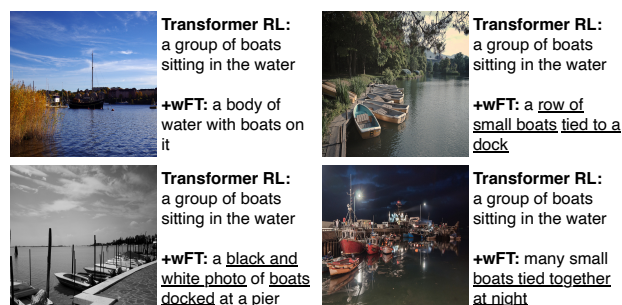 Transformer RL:
a group of boats
sitting in the water
+wFT: a body of
water with boats on
it
Transformer RL:
a group of boats
sitting in the water
+wFT: a row of
small boats tied to a
dock
Transformer RL:
a group of boats
sitting in the water
+wFT: a black and
white photo of boats
docked at a pier
Transformer RL:
a group of boats
sitting in the water
+wFT: many small
boats tied together
at night